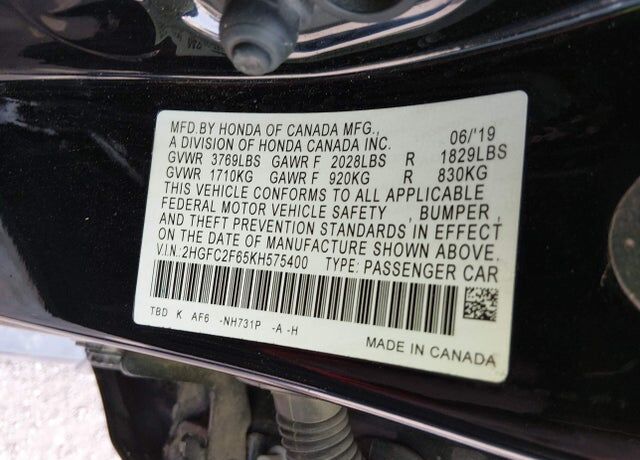 MFD.BY HONDA OF CANADA MFG., 06/'19
A DIVISION OF HONDA CANADA INC.
GVWR 3769LBS GAWR F 2028LBS R 1829LBS
GVWR 1710KG GAWR F 920KG R 830KG
THIS VEHICLE CONFORMS TO ALL APPLICABLE
FEDERAL MOTOR VEHICLE SAFETY , BUMPER ,
AND THEFT PREVENTION STANDARDS IN EFFECT
ON THE DATE OF MANUFACTURE SHOWN ABOVE.
V.I.N.:2HGFC2F65KH575400 TYPE: PASSENGER CAR
TBD K AF6 -NH731P -A -H
MADE IN CANADA